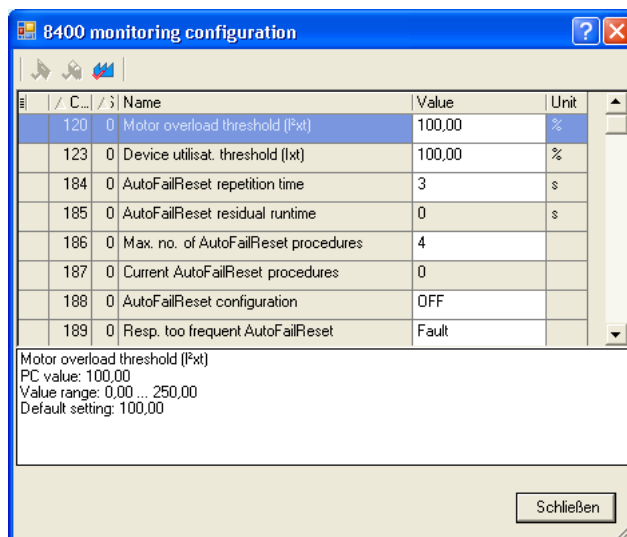 8400 monitoring configuration
C... Name Value Unit
120 0 Motor overload threshold (I²xt) 100,00 %
123 0 Device utilisat. threshold (Ixt) 100,00 %
184 0 AutoFailReset repetition time 3 s
185 0 AutoFailReset residual runtime 0 s
186 0 Max. no. of AutoFailReset procedures 4
187 0 Current AutoFailReset procedures 0
188 0 AutoFailReset configuration OFF
189 0 Resp. too frequent AutoFailReset Fault
Motor overload threshold (I²xt)
PC value: 100,00
Value range: 0,00 ... 250,00
Default setting: 100,00
Schließen